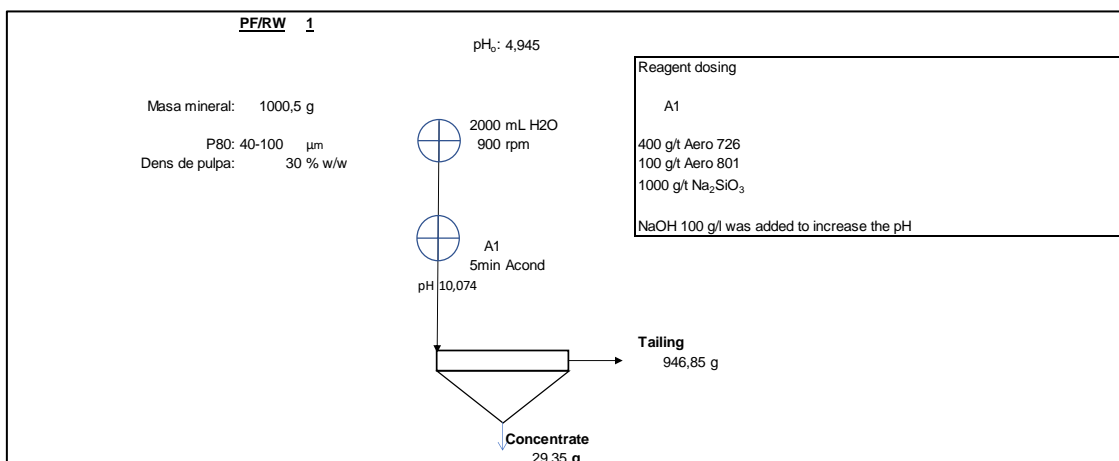 PF/RW 1
pHo: 4,945
Reagent dosing
Masa mineral: 1000,5 g
A1
2000 mL H2O
900 rpm
P80: 40-100 µm
Dens de pulpa: 30 % w/w
400 g/t Aero 726
100 g/t Aero 801
1000 g/t Na2SiO3
NaOH 100 g/l was added to increase the pH
A1
5min Acond
pH 10,074
Tailing
946,85 g
Concentrate
29,35 g